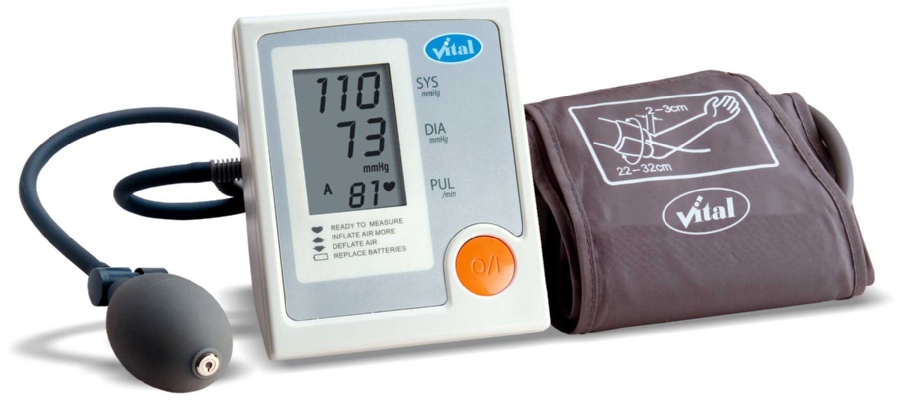 vital
110
SYS
mmHg
73
DIA
mmHg
mmHg
A 81
PUL
/min
READY TO MEASURE
INFLATE AIR MORE
DEFLATE AIR
REPLACE BATTERIES
O/I
2-3cm
22-32cm
vital